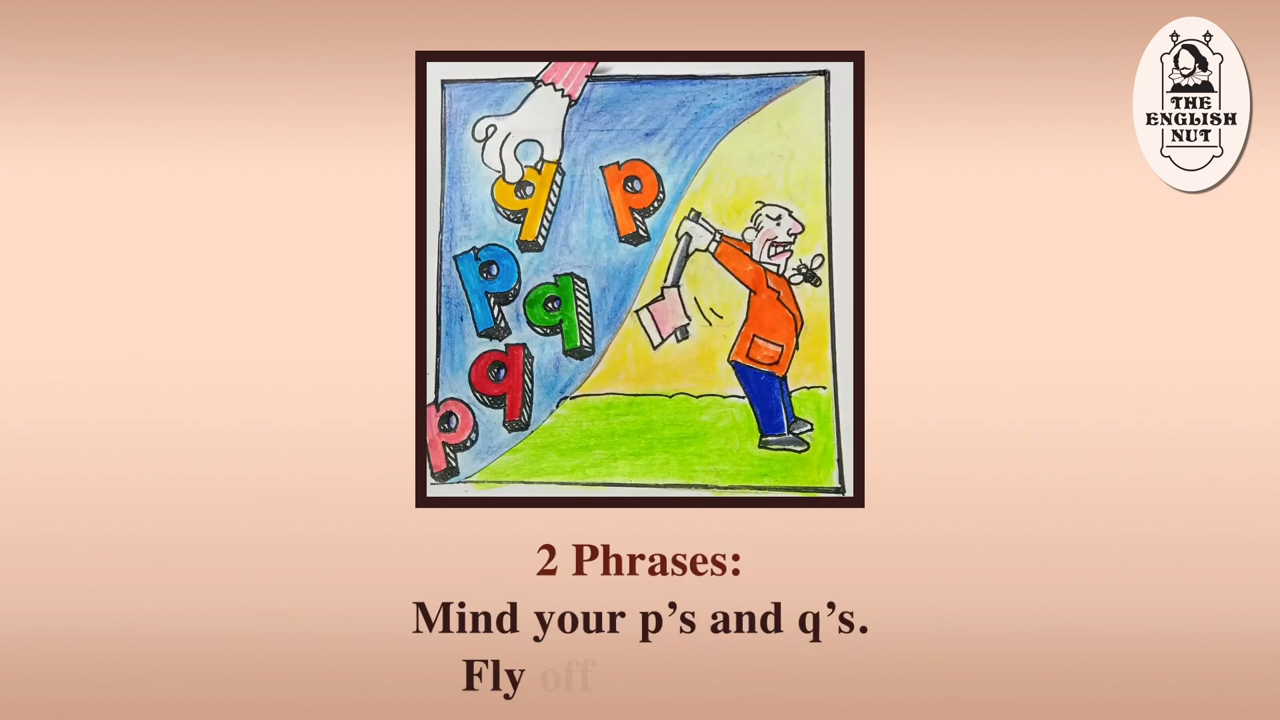 THE
ENGLISH
NUT
q p
p q
q
p
2 Phrases:
Mind your p’s and q’s.
Fly off